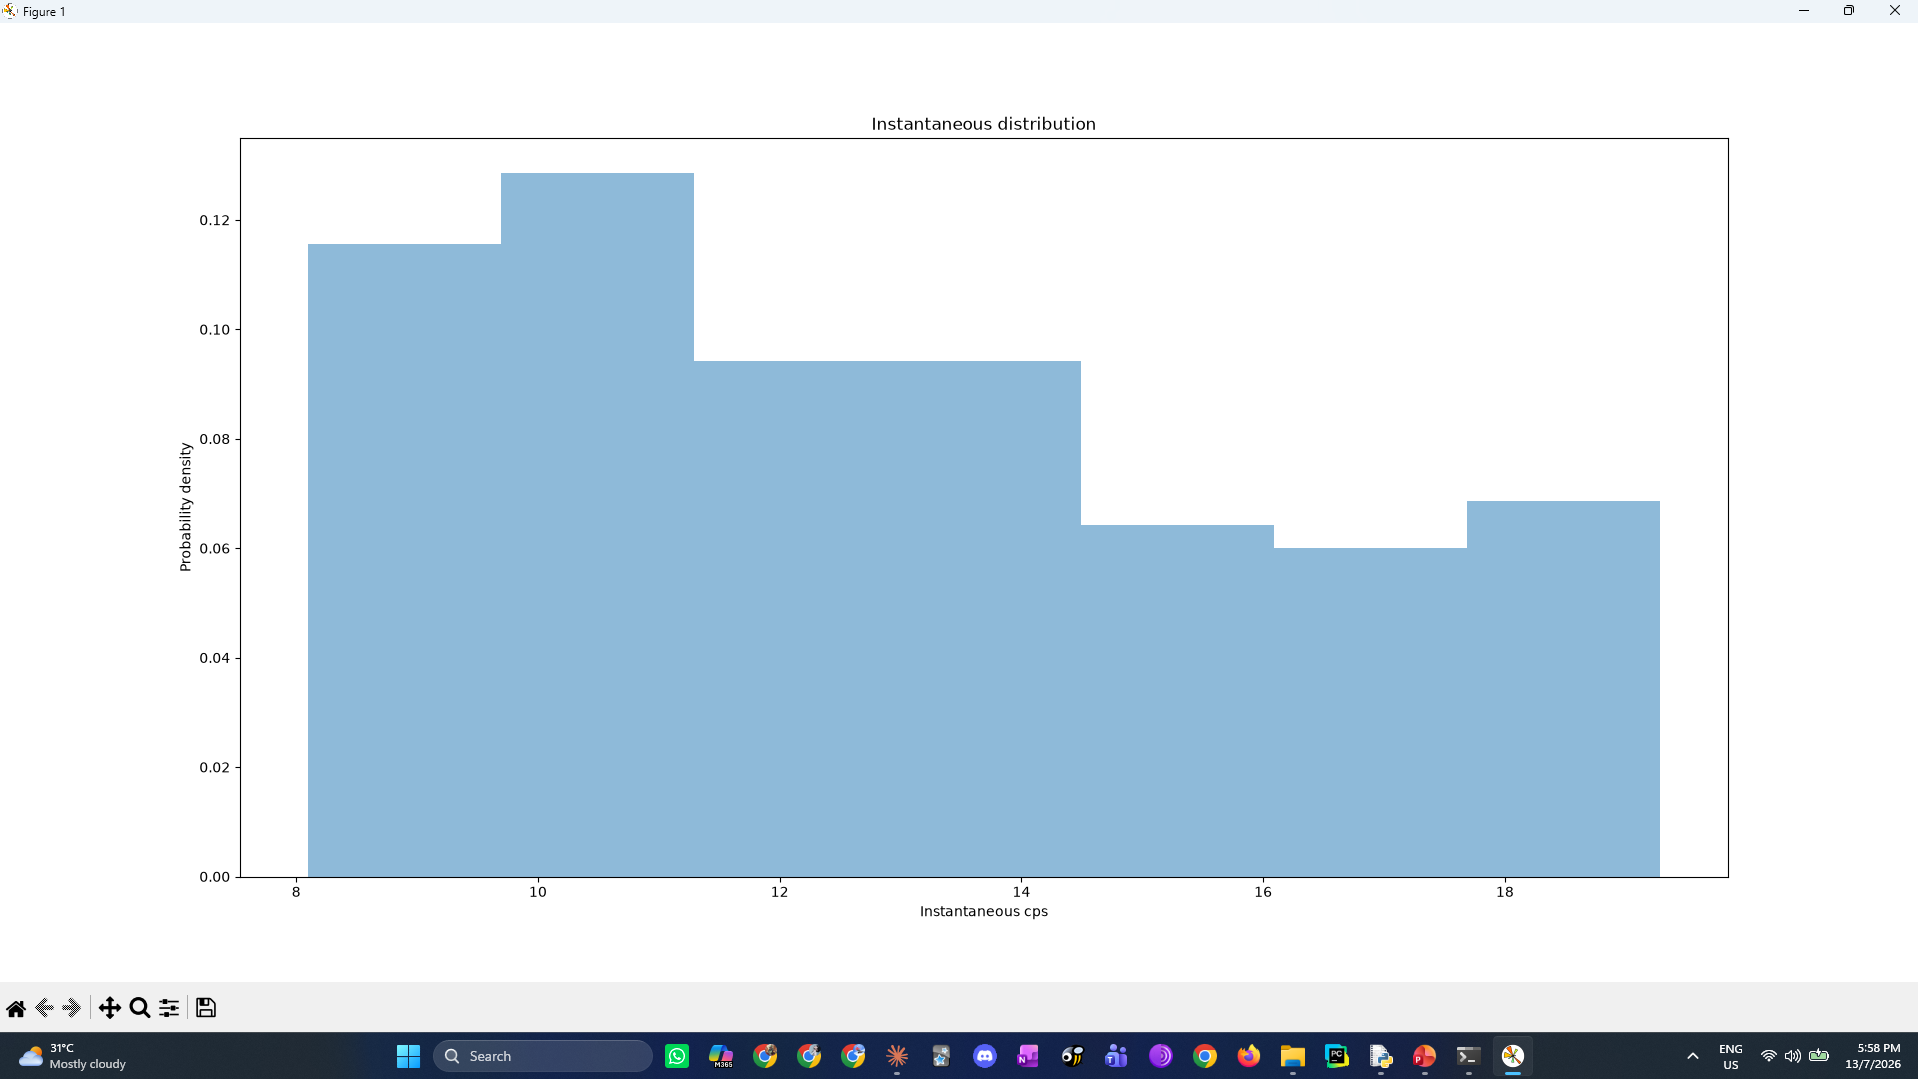 Figure 1
Instantaneous distribution
0.12
0.10
0.08
0.06
0.04
0.02
0.00
Probability density
8 10 12 14 16 18
Instantaneous cps
31°C
Mostly cloudy
Search
M365
N
T
PC
P
ENG
US
5:58 PM
13/7/2026